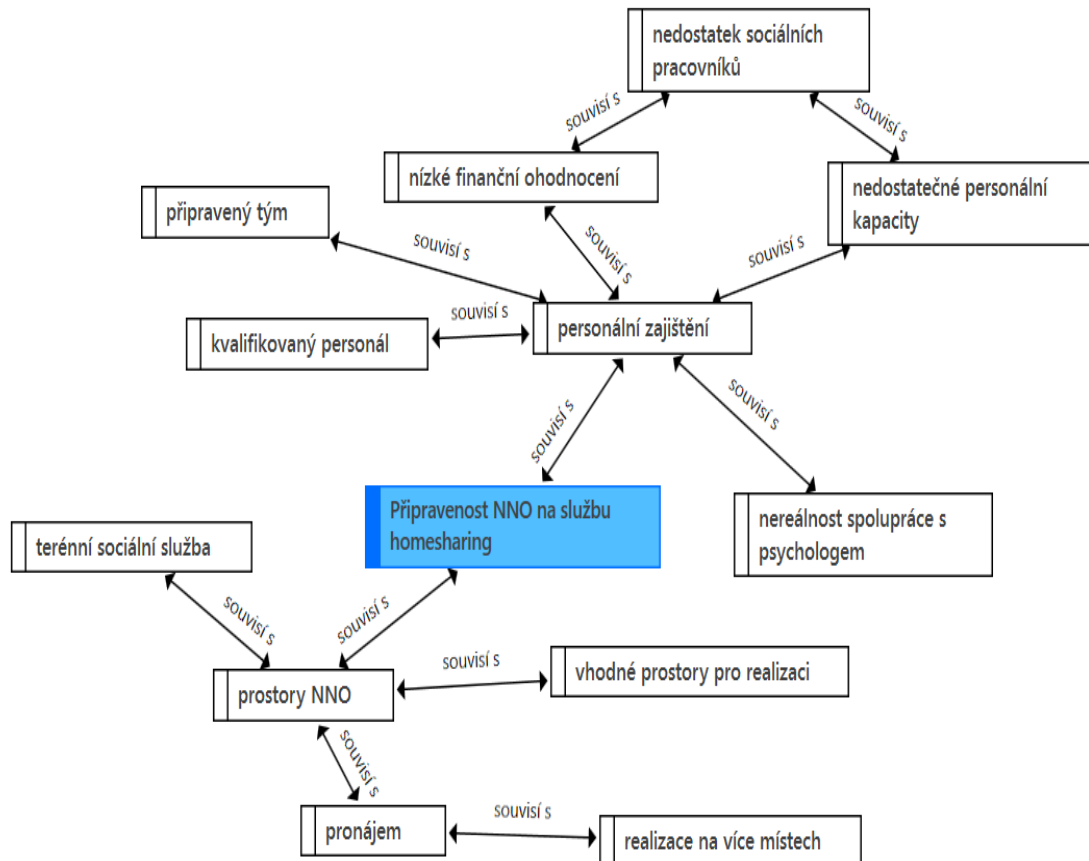 nedostatek sociálních
pracovníků
souvisí s
souvisí s
nízké finanční ohodnocení
nedostatečné personální
kapacity
připravený tým
souvisí s
souvisí s
souvisí s
souvisí s
kvalifikovaný personál
personální zajištění
souvisí s
souvisí s
Připravenost NNO na službu
homesharing
nereálnost spolupráce s
psychologem
terénní sociální služba
souvisí s
souvisí s
souvisí s
vhodné prostory pro realizaci
prostory NNO
souvisí s
pronájem
souvisí s
realizace na více místech